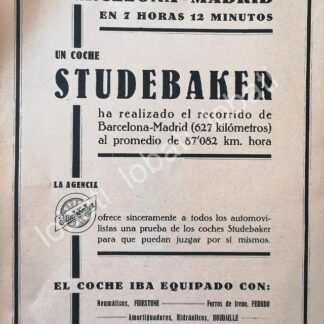 BARCELONA-MADRID
EN 7 HORAS 12 MINUTOS
UN COCHE
STUDEBAKER
ha realizado el recorrido de
Barcelona-Madrid (627 kilómetros)
al promedio de 87'082 km. hora
LA AGENCIA
Studebaker
ofrece sinceramente a todos los automovi-
listas una prueba de los coches Studebaker
para que puedan juzgar por sí mismos.
EL COCHE IBA EQUIPADO CON:
Neumáticos, FIRESTONE — Forros de freno, FERODO
Amortiguadores, Hidráulicos, HOUDAILLE